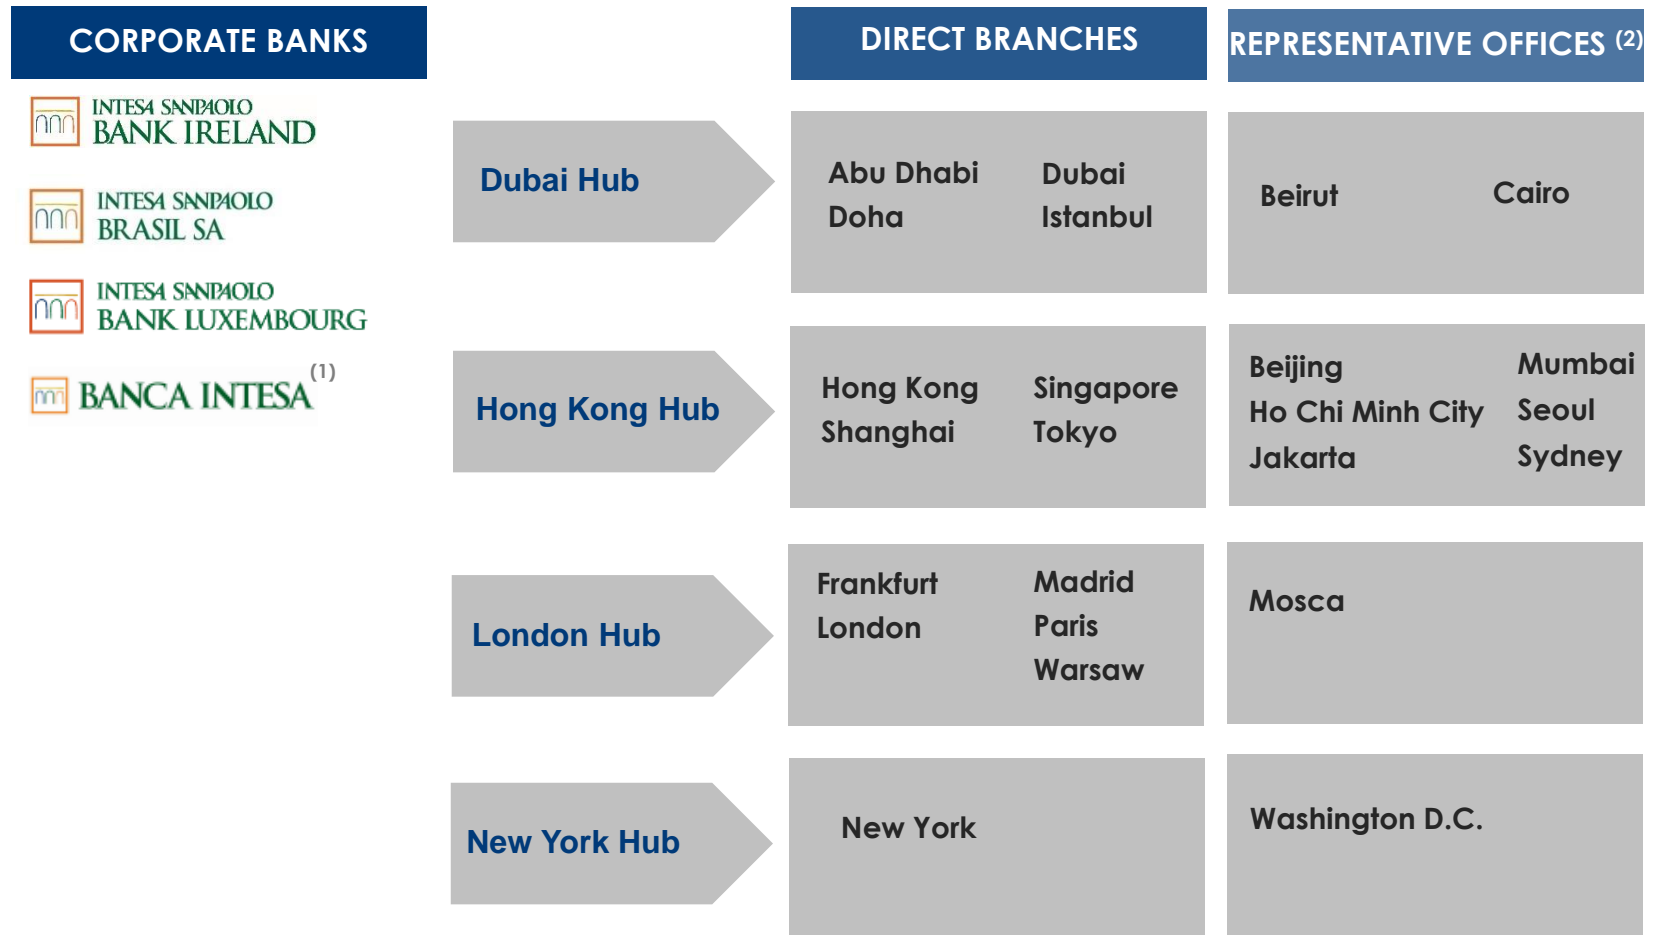 CORPORATE BANKS
INTESA SANPAOLO
BANK IRELAND
INTESA SANPAOLO
BRASIL SA
INTESA SANPAOLO
BANK LUXEMBOURG
BANCA INTESA (1)
DIRECT BRANCHES
REPRESENTATIVE OFFICES (2)
Dubai Hub
Abu Dhabi Dubai
Doha Istanbul
Beirut Cairo
Hong Kong Hub
Hong Kong Singapore
Shanghai Tokyo
Beijing Mumbai
Ho Chi Minh City Seoul
Jakarta Sydney
London Hub
Frankfurt Madrid
London Paris
Warsaw
Mosca
New York Hub
New York
Washington D.C.